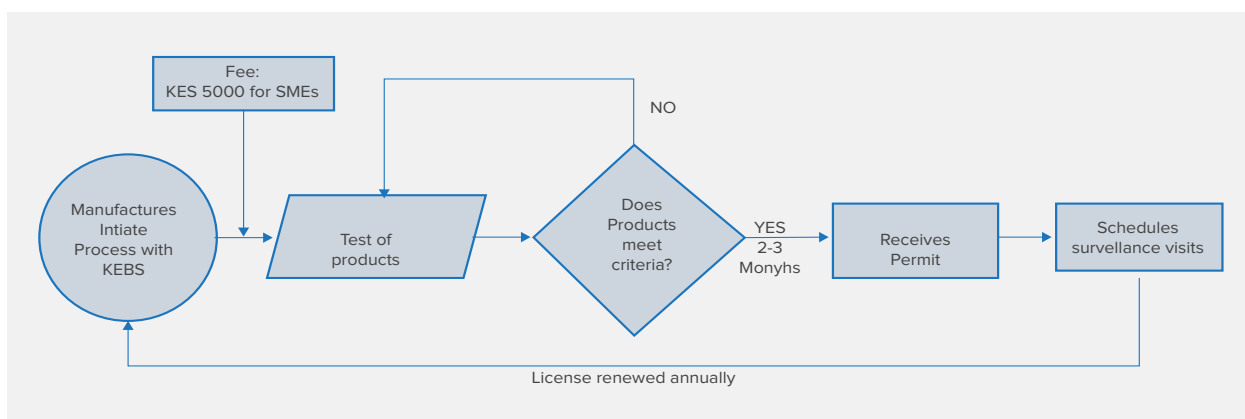 Fee:
KES 5000 for SMEs
NO
Manufactures
Intiate
Process with
KEBS
Test of
products
Does
Products
meet
criteria?
YES
2-3
Monyhs
Receives
Permit
Schedules
survellance visits
License renewed annually